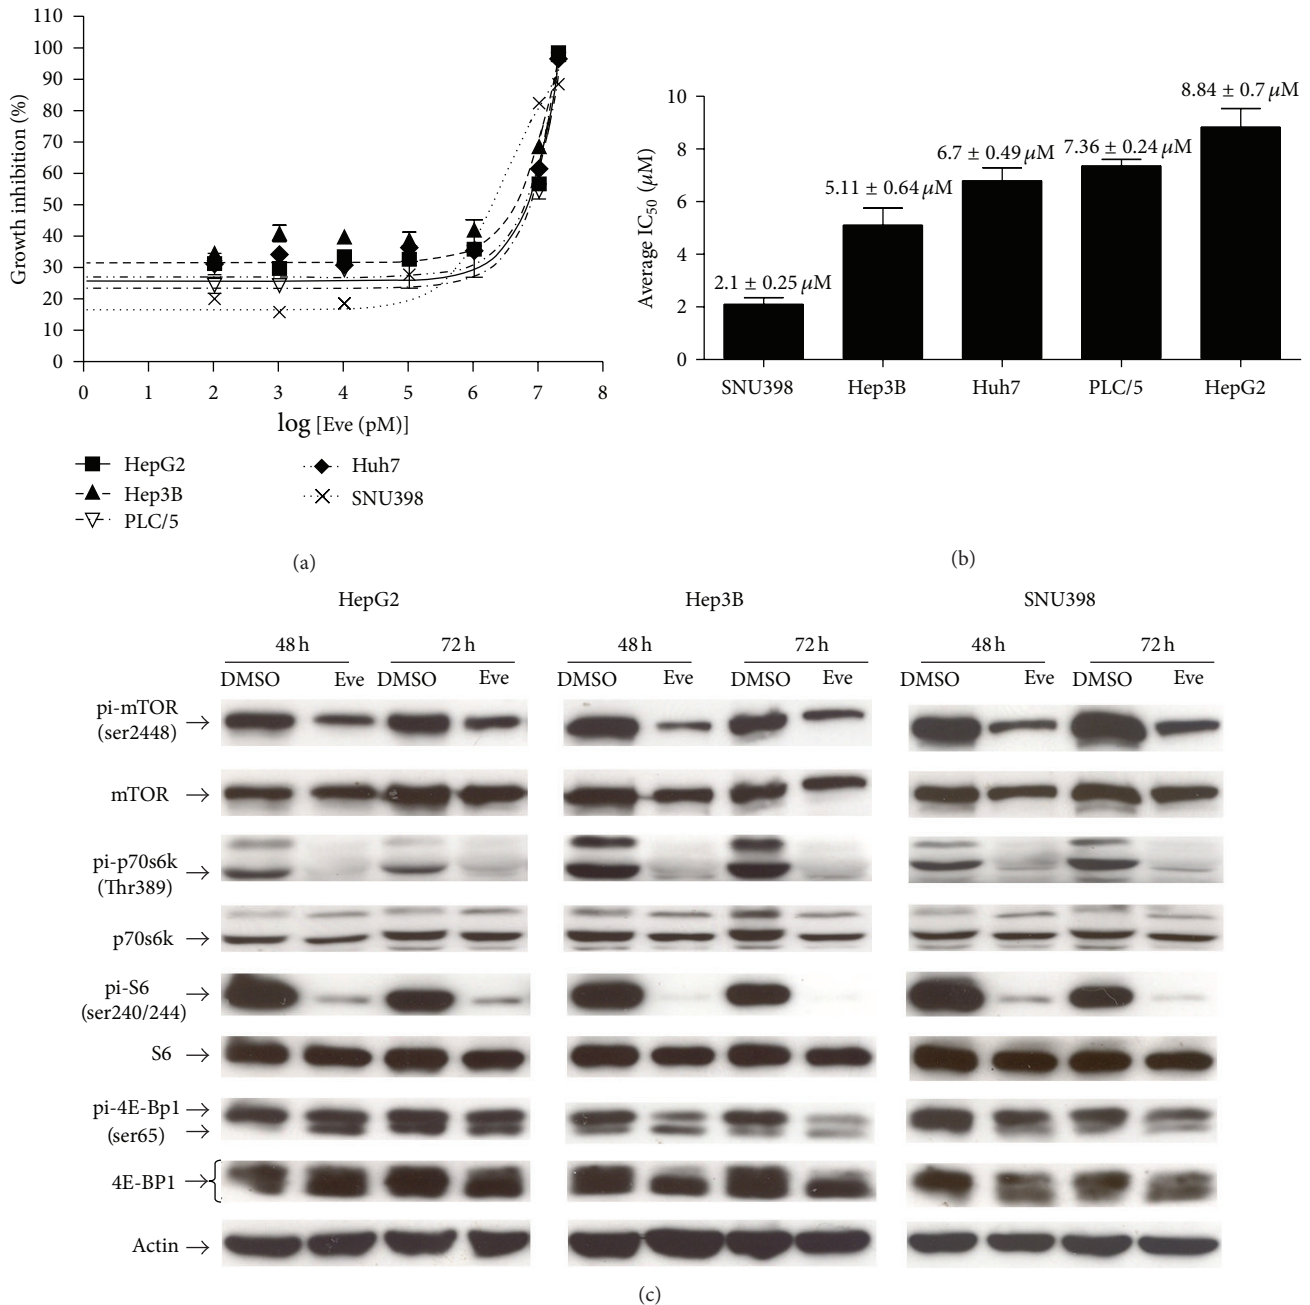 110
100
90
80
70
60
50
40
30
20
10
0
Growth inhibition (%)
0 1 2 3 4 5 6 7 8
log [Eve (pM)]
HepG2
Hep3B
PLC/5
Huh7
SNU398
(a)
10
8
6
4
2
0
Average IC50 (μM)
2.1 ± 0.25 μM
5.11 ± 0.64 μM
6.7 ± 0.49 μM
7.36 ± 0.24 μM
8.84 ± 0.7 μM
SNU398 Hep3B Huh7 PLC/5 HepG2
(b)
HepG2 Hep3B SNU398
48 h 72 h 48 h 72 h 48 h 72 h
DMSO Eve DMSO Eve DMSO Eve DMSO Eve DMSO Eve DMSO Eve
pi-mTOR
(ser2448)
mTOR
pi-p70s6k
(Thr389)
p70s6k
pi-S6
(ser240/244)
S6
pi-4E-Bp1
(ser65)
4E-BP1
Actin
(c)